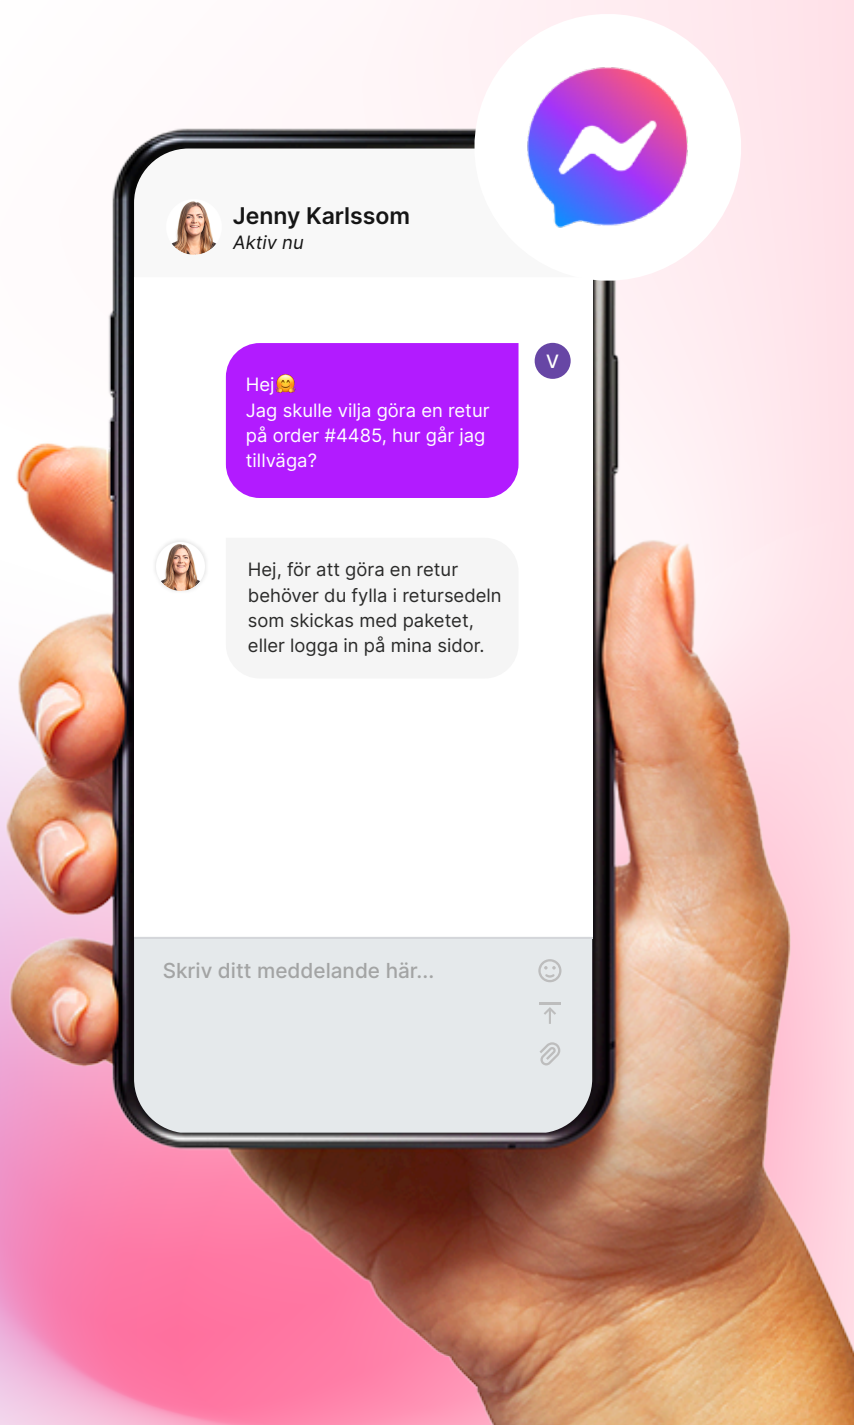 Jenny Karlssom
Aktiv nu
V
Hej🤗
Jag skulle vilja göra en retur
på order #4485, hur går jag
tillväga?
Hej, för att göra en retur
behöver du fylla i retursedeln
som skickas med paketet,
eller logga in på mina sidor.
Skriv ditt meddelande här...